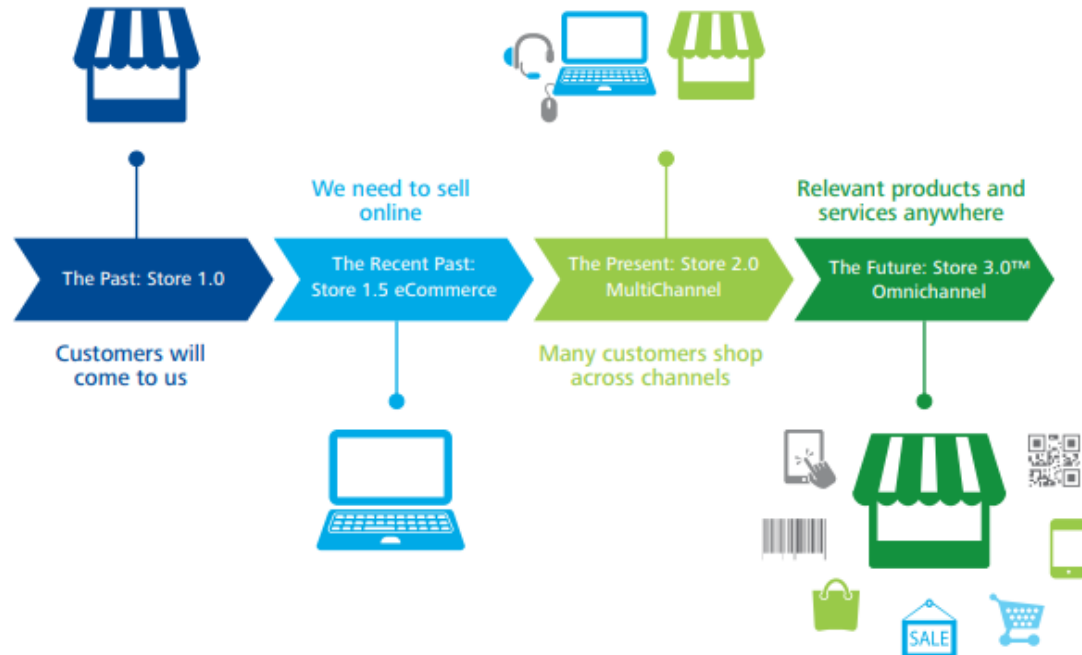 We need to sell
online
Relevant products and
services anywhere
The Past: Store 1.0
The Recent Past:
Store 1.5 eCommerce
The Present: Store 2.0
MultiChannel
The Future: Store 3.0™
Omnichannel
Customers will
come to us
Many customers shop
across channels
SALE